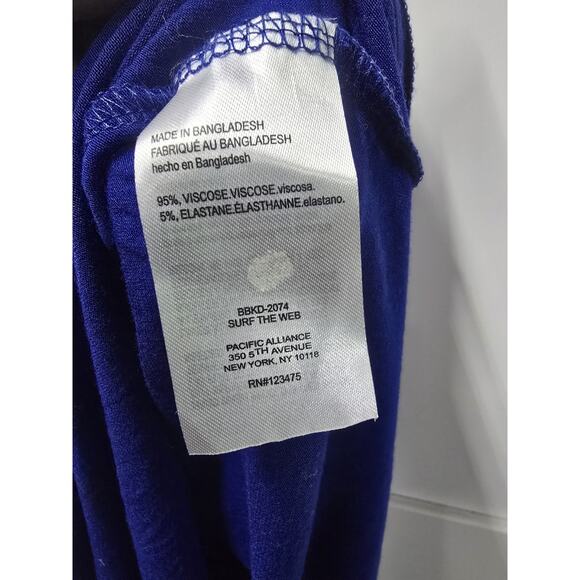 MADE IN BANGLADESH
FABRIQUÉ AU BANGLADESH
hecho en Bangladesh
95%, VISCOSE.VISCOSE.viscosa.
5%, ELASTANE.ÉLASTHANNE.elastano.
BBKD-2074
SURF THE WEB
PACIFIC ALLIANCE
350 5TH AVENUE
NEW YORK, NY 10118
RN#123475